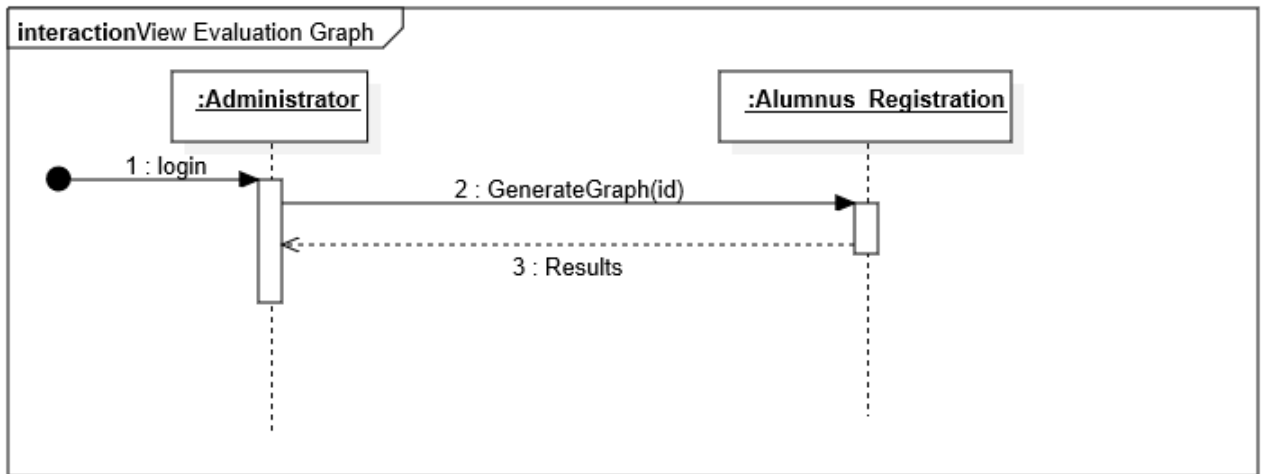 interactionView Evaluation Graph
:Administrator
:Alumnus_Registration
1 : login
2 : GenerateGraph(id)
3 : Results